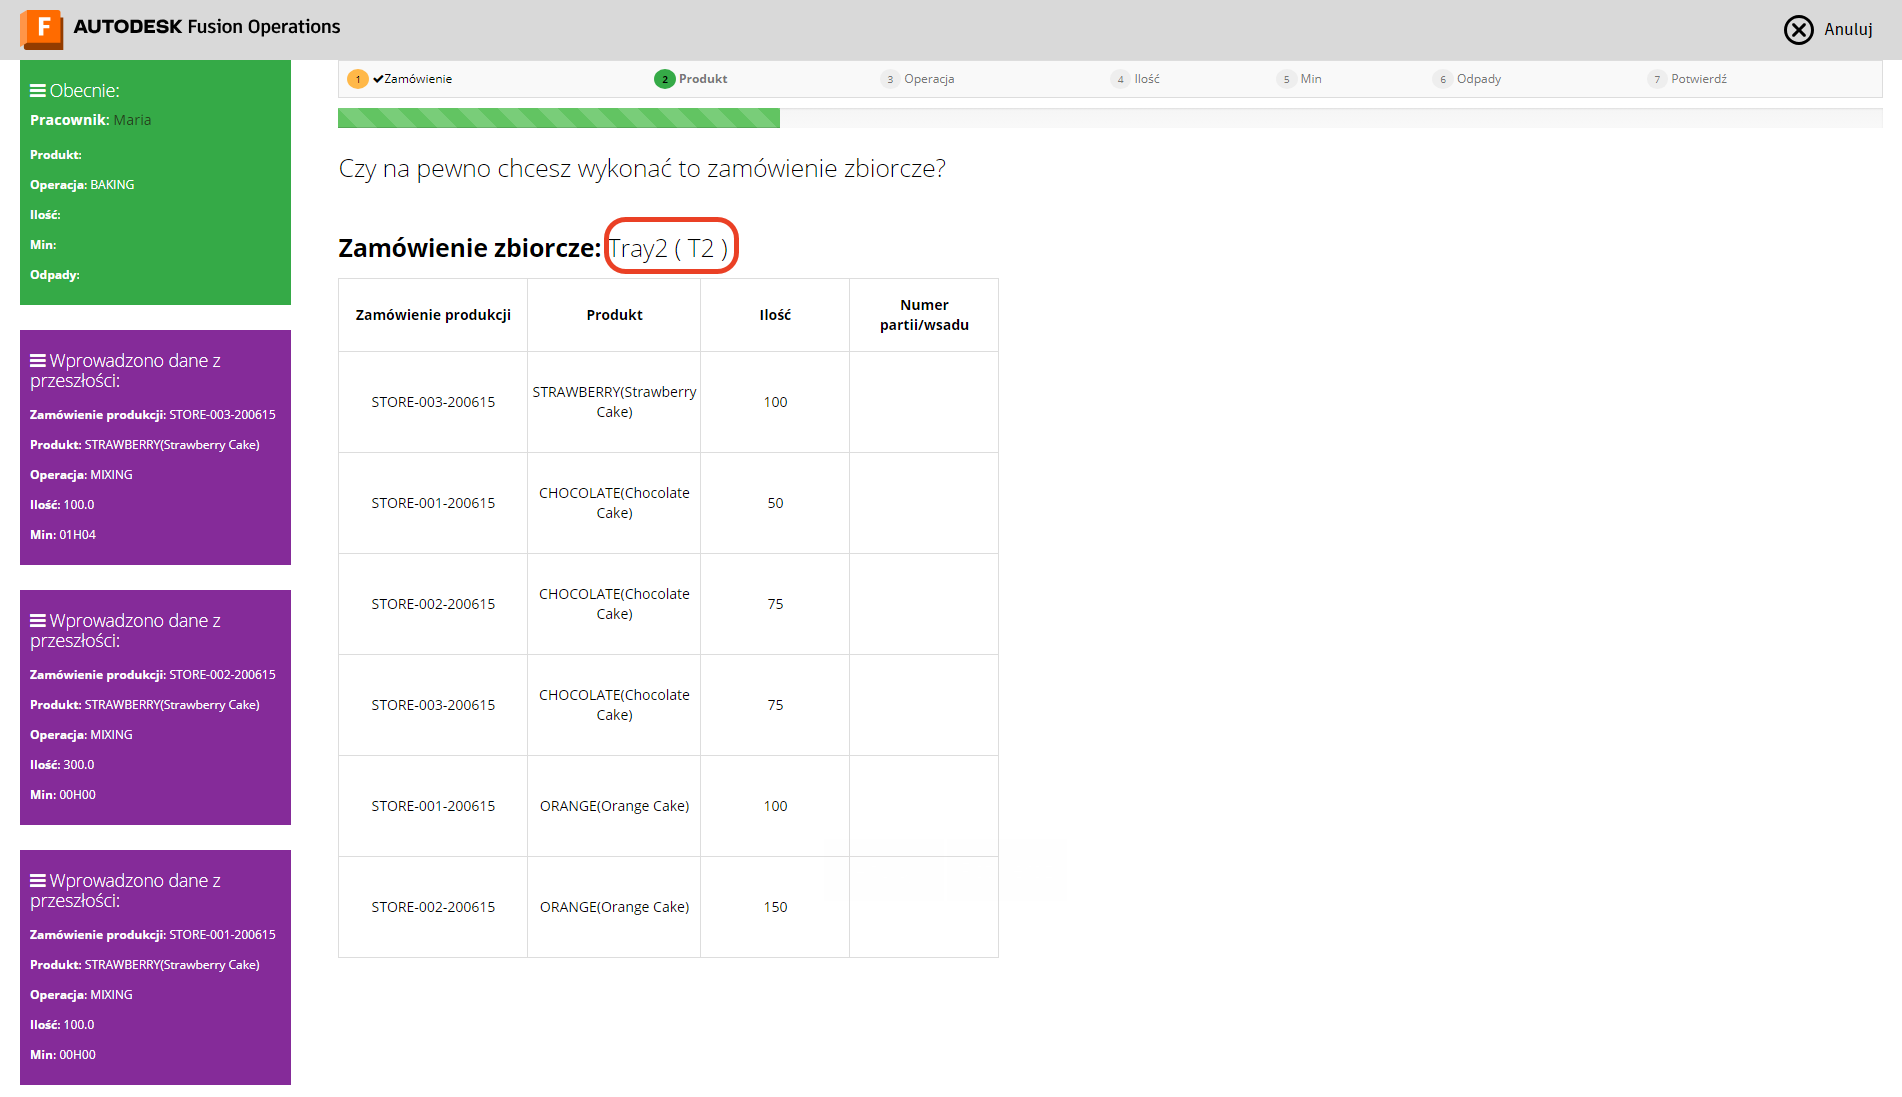 F AUTODESK Fusion Operations
Anuluj
Obecnie:
Pracownik: Maria
Produkt:
Operacja: BAKING
Ilość:
Min:
Odpady:
Wprowadzono dane z
przeszłości:
Zamówienie produkcji: STORE-003-200615
Produkt: STRAWBERRY(Strawberry Cake)
Operacja: MIXING
Ilość: 100.0
Min: 01H04
Wprowadzono dane z
przeszłości:
Zamówienie produkcji: STORE-002-200615
Produkt: STRAWBERRY(Strawberry Cake)
Operacja: MIXING
Ilość: 300.0
Min: 00H00
Wprowadzono dane z
przeszłości:
Zamówienie produkcji: STORE-001-200615
Produkt: STRAWBERRY(Strawberry Cake)
Operacja: MIXING
Ilość: 100.0
Min: 00H00
1 ✔Zamówienie 2 Produkt 3 Operacja 4 Ilość 5 Min 6 Odpady 7 Potwierdź
Czy na pewno chcesz wykonać to zamówienie zbiorcze?
Zamówienie zbiorcze: Tray2 ( T2 )
Zamówienie produkcji Produkt Ilość Numer
partii/wsadu
STORE-003-200615 STRAWBERRY(Strawberry
Cake) 100
STORE-001-200615 CHOCOLATE(Chocolate
Cake) 50
STORE-002-200615 CHOCOLATE(Chocolate
Cake) 75
STORE-003-200615 CHOCOLATE(Chocolate
Cake) 75
STORE-001-200615 ORANGE(Orange Cake) 100
STORE-002-200615 ORANGE(Orange Cake) 150